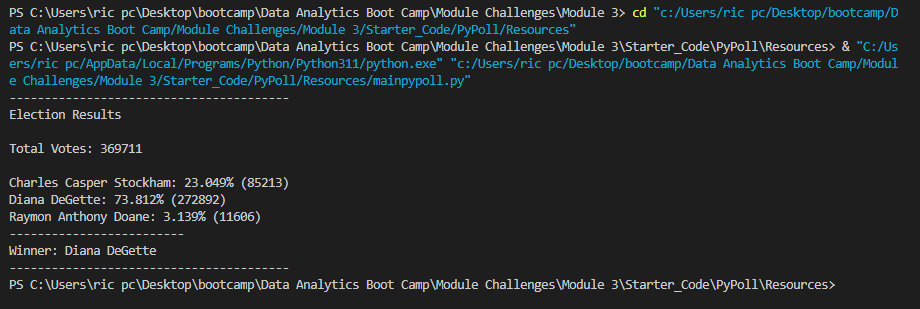 PS C:\Users\ric pc\Desktop\bootcamp\Data Analytics Boot Camp\Module Challenges\Module 3> cd "c:/Users/ric pc/Desktop/bootcamp/D
ata Analytics Boot Camp/Module Challenges/Module 3/Starter_Code/PyPoll/Resources"
PS C:\Users\ric pc\Desktop\bootcamp\Data Analytics Boot Camp\Module Challenges\Module 3\Starter_Code\PyPoll\Resources> & "C:/Us
ers/ric pc/AppData/Local/Programs/Python/Python311/python.exe" "c:/Users/ric pc/Desktop/bootcamp/Data Analytics Boot Camp/Modul
e Challenges/Module 3/Starter_Code/PyPoll/Resources/mainpypoll.py"
----------------------------------------
Election Results
Total Votes: 369711
Charles Casper Stockham: 23.049% (85213)
Diana DeGette: 73.812% (272892)
Raymon Anthony Doane: 3.139% (11606)
-------------------------
Winner: Diana DeGette
----------------------------------------
PS C:\Users\ric pc\Desktop\bootcamp\Data Analytics Boot Camp\Module Challenges\Module 3\Starter_Code\PyPoll\Resources>